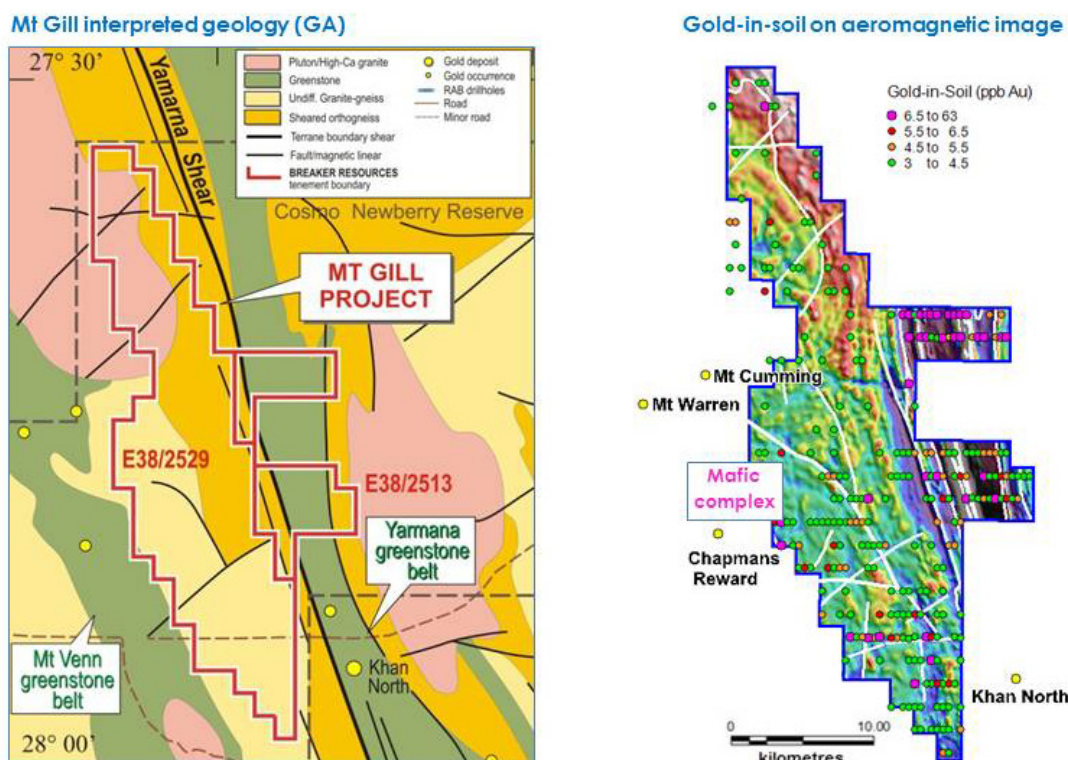 Mt Gill interpreted geology (GA)
27° 30'
Yamarna Shear
Pluton/High-Ca granite
Greenstone
Undiff. Granite-gneiss
Sheared orthogneiss
Terrane boundary shear
Fault/magnetic linear
BREAKER RESOURCES
tenement boundary
Gold deposit
Gold occurrence
RAB drillholes
Road
Minor road
Cosmo Newberry Reserve
MT GILL
PROJECT
E38/2529
E38/2513
Yarmana
greenstone
belt
Mt Venn
greenstone
belt
Khan
North
28° 00'
Gold-in-soil on aeromagnetic image
Gold-in-Soil (ppb Au)
6.5 to 63
5.5 to 6.5
4.5 to 5.5
3 to 4.5
Mt Cumming
Mt Warren
Mafic
complex
Chapmans
Reward
Khan North
0 10.00
kilometres